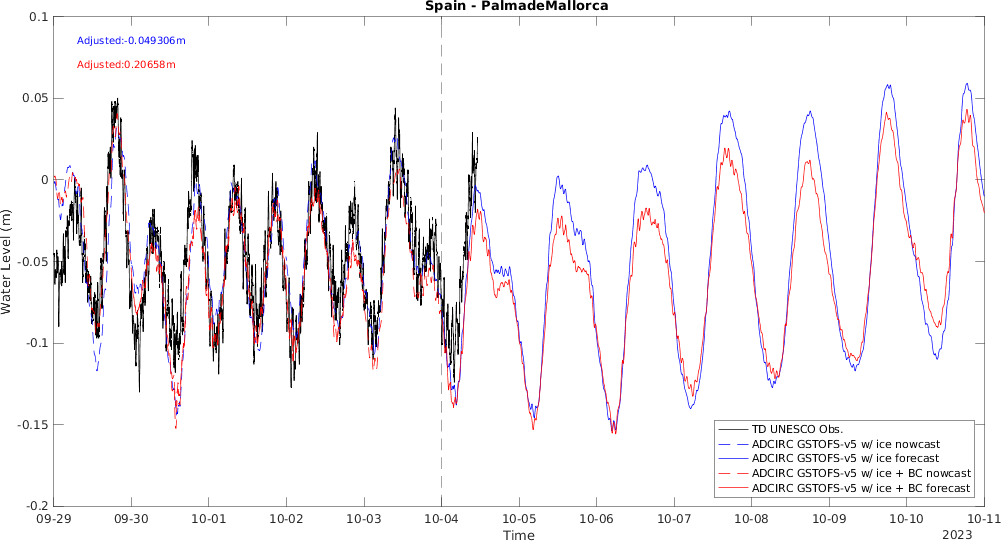 Spain - PalmadeMallorca
Adjusted:-0.049306m
Adjusted:0.20658m
0.1
0.05
0
-0.05
-0.1
-0.15
-0.2
Water Level (m)
TD UNESCO Obs.
ADCIRC GSTOFS-v5 w/ ice nowcast
ADCIRC GSTOFS-v5 w/ ice forecast
ADCIRC GSTOFS-v5 w/ ice + BC nowcast
ADCIRC GSTOFS-v5 w/ ice + BC forecast
09-29 09-30 10-01 10-02 10-03 10-04 10-05 10-06 10-07 10-08 10-09 10-10 10-11
Time
2023